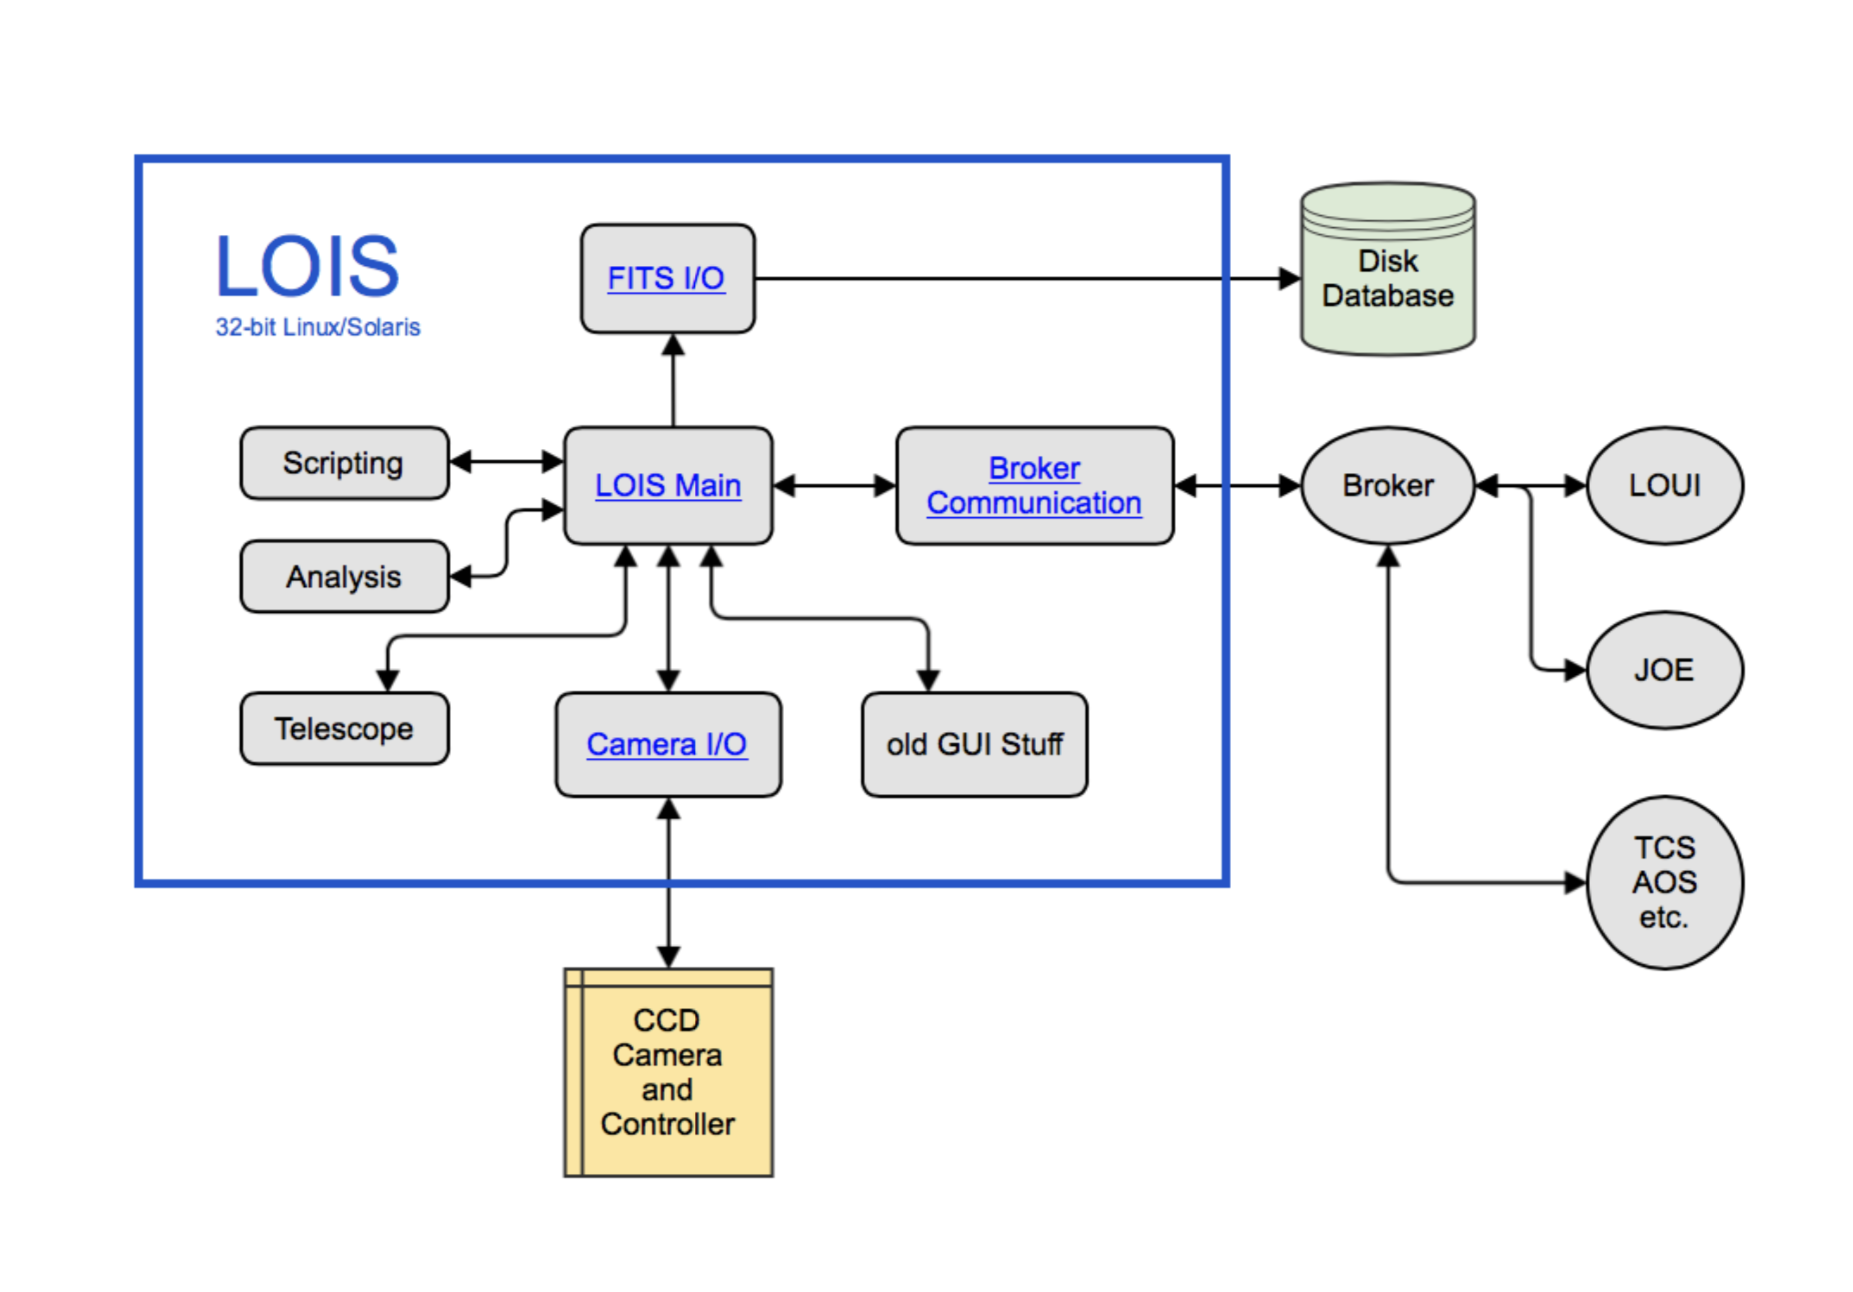 LOIS
32-bit Linux/Solaris
FITS I/O
Disk
Database
Scripting
LOIS Main
Broker
Communication
Broker
LOUI
Analysis
JOE
Telescope
Camera I/O
old GUI Stuff
TCS
AOS
etc.
CCD
Camera
and
Controller